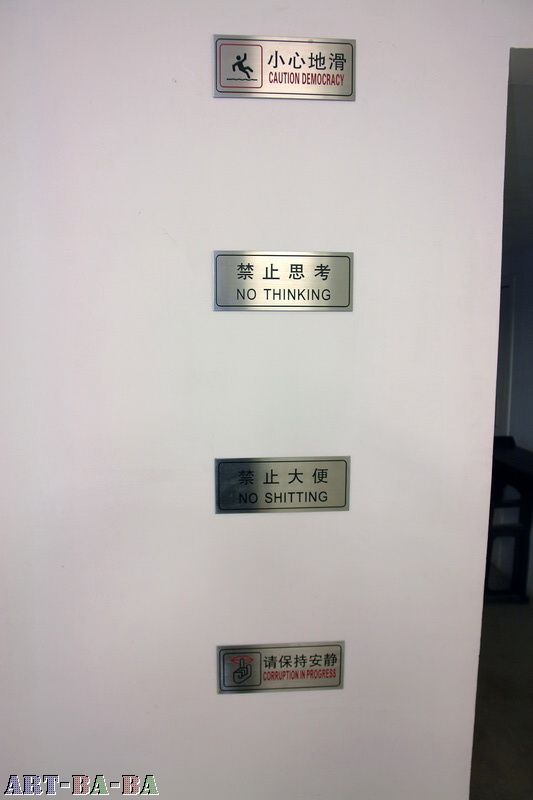 小心地滑
CAUTION DEMOCRACY
禁止思考
NO THINKING
禁止大便
NO SHITTING
请保持安静
CORRUPTION IN PROGRESS
ART-BA-BA